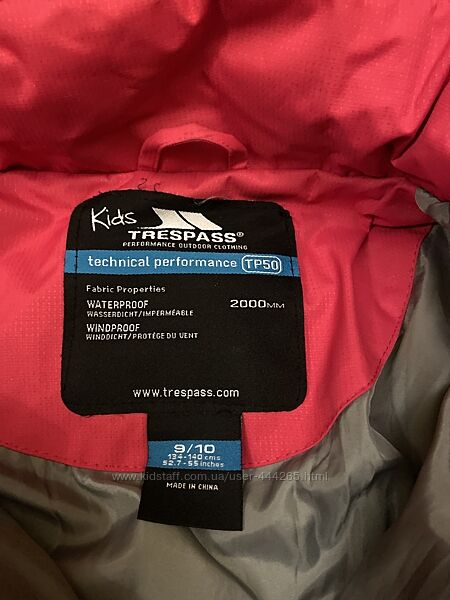 Kids
TRESPASS®
PERFORMANCE OUTDOOR CLOTHING
technical performance TP50
Fabric Properties
WATERPROOF 2000MM
WASSERDICHT/IMPERMÉABLE
WINDPROOF
WINDDICHT/PROTÈGE DU VENT
www.trespass.com
9/10
134-140 cms
52.7-55 inches
www.kidstaff.com.ua/user-444265.html
MADE IN CHINA